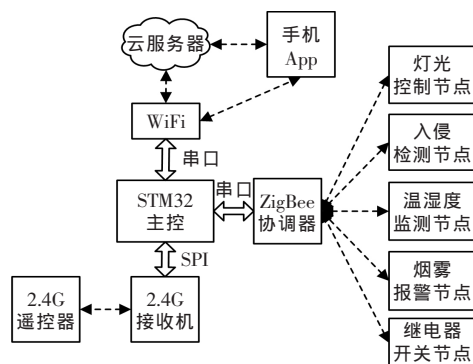 云服务器
手机
App
WiFi
串口
STM32
主控
串口
ZigBee
协调器
SPI
2.4G
遥控器
2.4G
接收机
灯光
控制节点
入侵
检测节点
温湿度
监测节点
烟雾
报警节点
继电器
开关节点